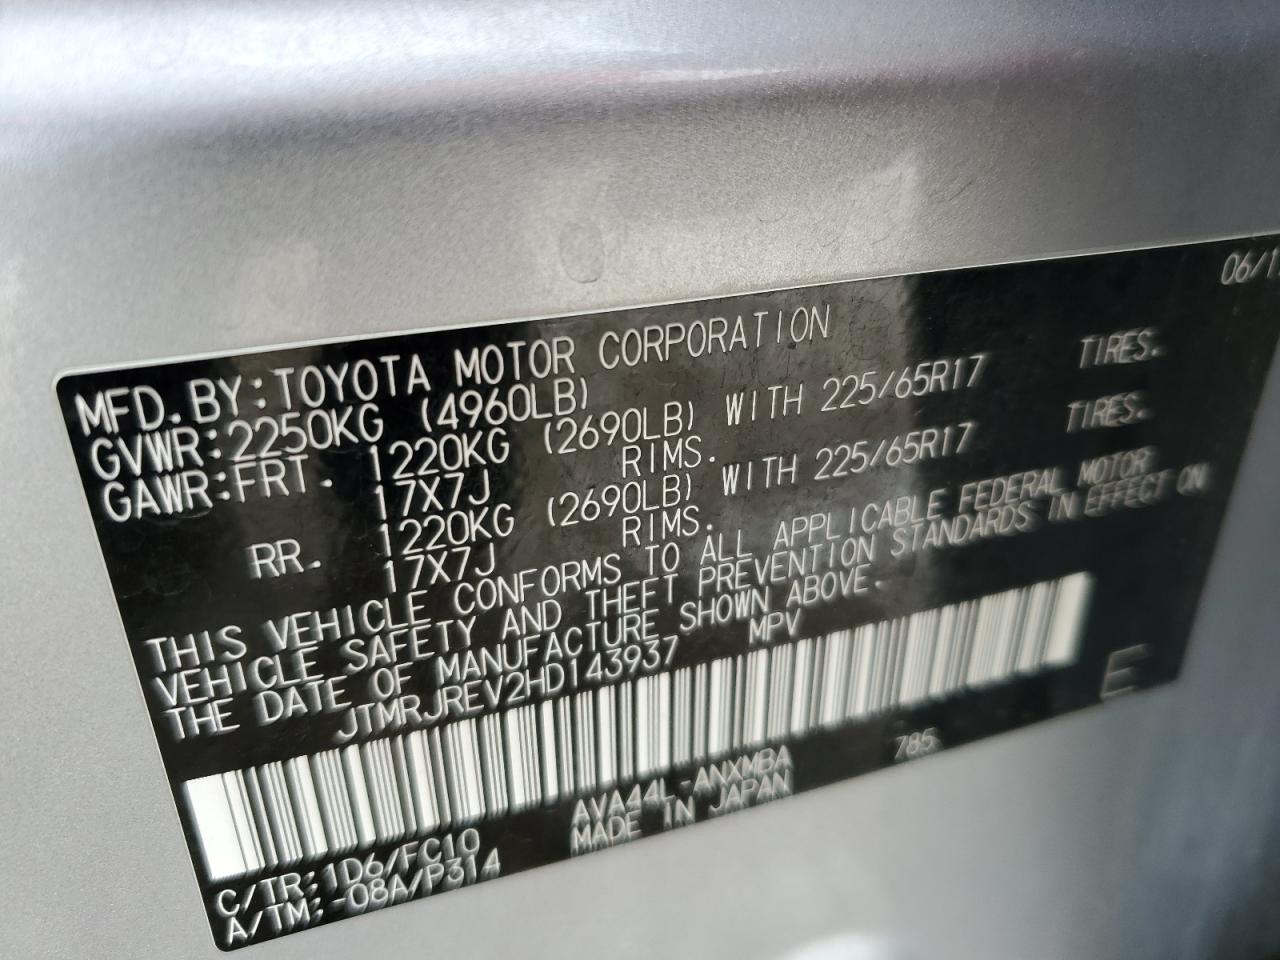 06/1
MFD. BY: TOYOTA MOTOR CORPORATION
GVWR: 2250KG (4960LB)
GAWR: FRT. 1220KG (2690LB) WITH 225/65R17 TIRES.
17X7J RIMS.
RR. 1220KG (2690LB) WITH 225/65R17 TIRES.
17X7J RIMS.
THIS VEHICLE CONFORMS TO ALL APPLICABLE FEDERAL MOTOR
VEHICLE SAFETY AND THEFT PREVENTION STANDARDS IN EFFECT ON
THE DATE OF MANUFACTURE SHOWN ABOVE.
JTMRJREV2HD143937 MPV
E
AVA44L-ANXMBA 785
C/TR: 1D6/FC10 MADE IN JAPAN
A/TM: -08A/P314